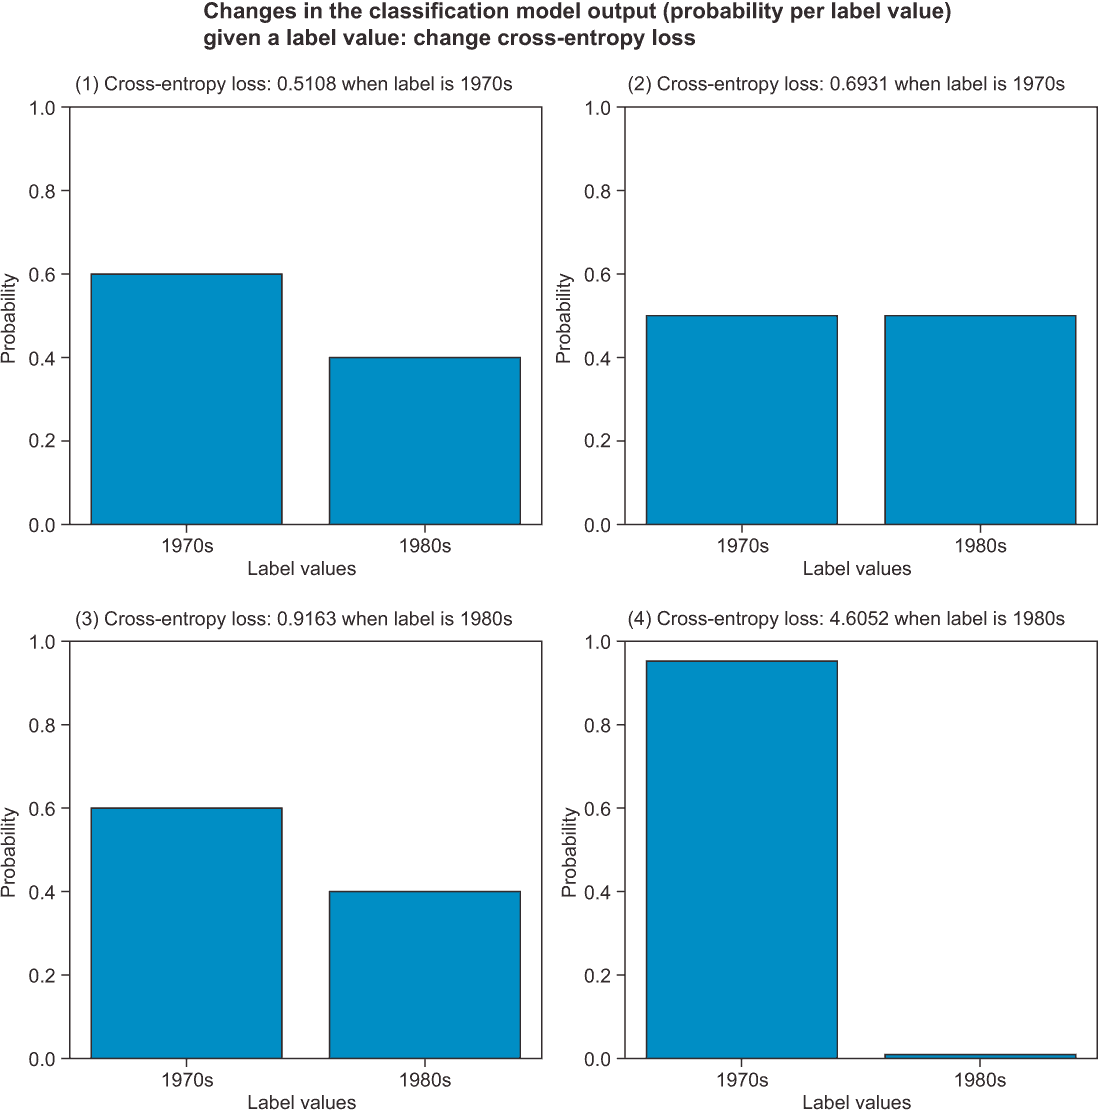 Changes in the classification model output (probability per label value)
given a label value: change cross-entropy loss
(1) Cross-entropy loss: 0.5108 when label is 1970s
1.0
0.8
0.6
0.4
0.2
0.0
Probability
1970s
1980s
Label values
(2) Cross-entropy loss: 0.6931 when label is 1970s
1.0
0.8
0.6
0.4
0.2
0.0
Probability
1970s
1980s
Label values
(3) Cross-entropy loss: 0.9163 when label is 1980s
1.0
0.8
0.6
0.4
0.2
0.0
Probability
1970s
1980s
Label values
(4) Cross-entropy loss: 4.6052 when label is 1980s
1.0
0.8
0.6
0.4
0.2
0.0
Probability
1970s
1980s
Label values